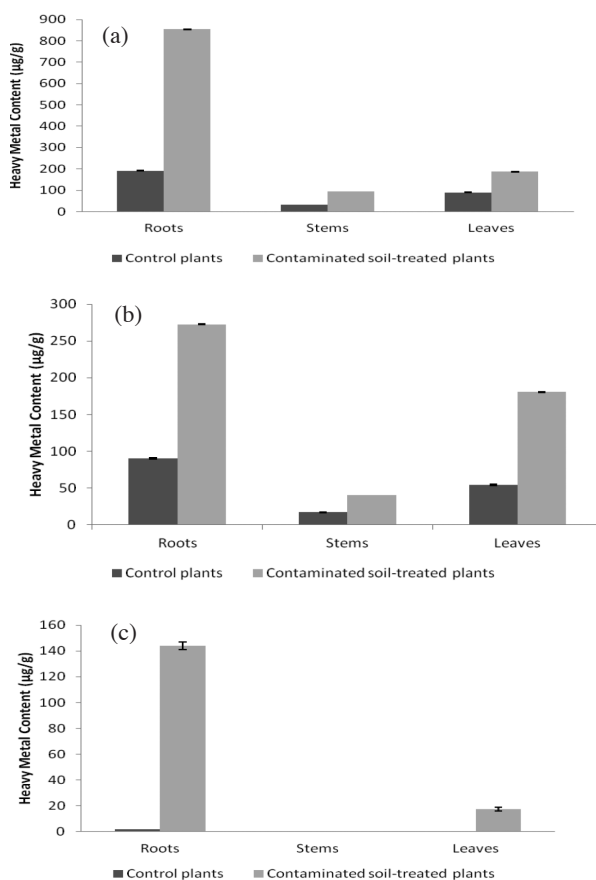 (a)
Heavy Metal Content (µg/g)
900
800
700
600
500
400
300
200
100
0
Roots Stems Leaves
Control plants Contaminated soil-treated plants
(b)
Heavy Metal Content (µg/g)
300
250
200
150
100
50
0
Roots Stems Leaves
Control plants Contaminated soil-treated plants
(c)
Heavy Metal Content (µg/g)
160
140
120
100
80
60
40
20
0
Roots Stems Leaves
Control plants Contaminated soil-treated plants